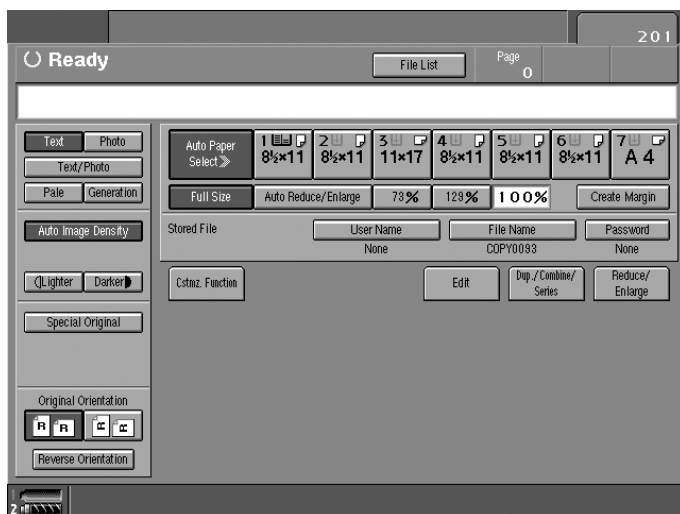 201
Ready
File List
Page
0
Text Photo
Text/Photo
Pale Generation
Auto Image Density
Lighter Darker
Special Original
Original Orientation
R R R R
Reverse Orientation
Auto Paper
Select
1 8½×11
2 8½×11
3 11×17
4 8½×11
5 8½×11
6 8½×11
7 A4
Full Size Auto Reduce/Enlarge 73% 129% 100% Create Margin
Stored File User Name File Name Password
None COPY0093 None
Cstmz. Function
Edit
Dup./Combine/
Series
Reduce/
Enlarge
1
2